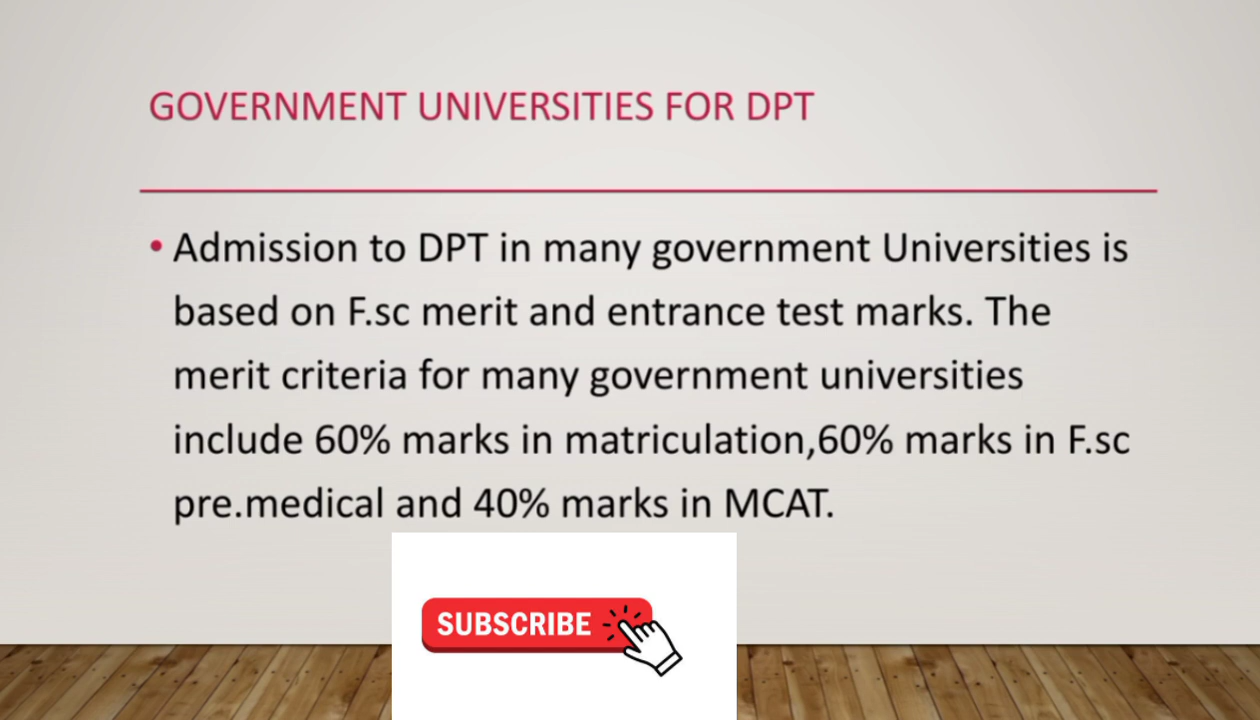 GOVERNMENT UNIVERSITIES FOR DPT
• Admission to DPT in many government Universities is
based on F.sc merit and entrance test marks. The
merit criteria for many government universities
include 60% marks in matriculation,60% marks in F.sc
pre.medical and 40% marks in MCAT.
SUBSCRIBE